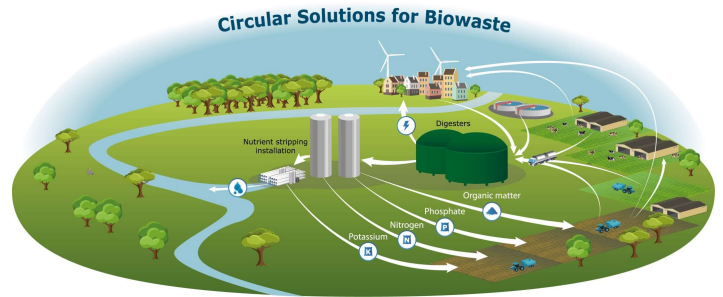 Circular Solutions for Biowaste
Digesters
Nutrient stripping
installation
Organic matter
Phosphate
P
Nitrogen
N
Potassium
K